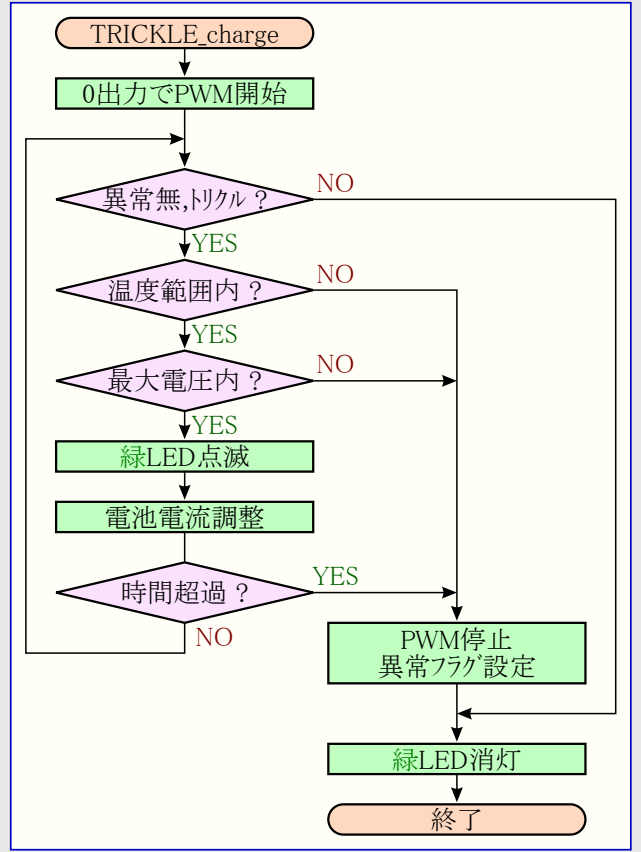 TRICKLE_charge
0出力でPWM開始
異常無,ﾄﾘｸﾙ ?
NO
YES
温度範囲内 ?
NO
YES
最大電圧内 ?
NO
YES
緑LED点滅
電池電流調整
時間超過 ?
YES
NO
PWM停止
異常ﾌﾗｸﾞ設定
緑LED消灯
終了